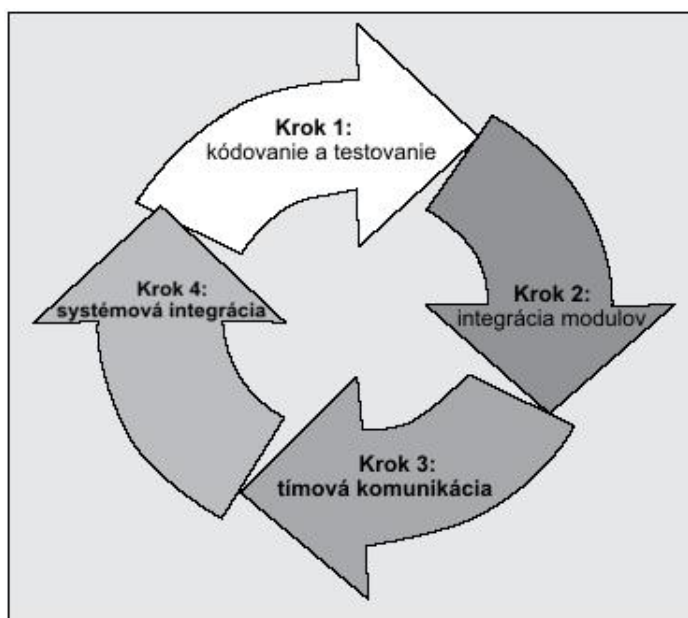 Krok 1:
kódovanie a testovanie
Krok 2:
integrácia modulov
Krok 3:
tímová komunikácia
Krok 4:
systémová integrácia